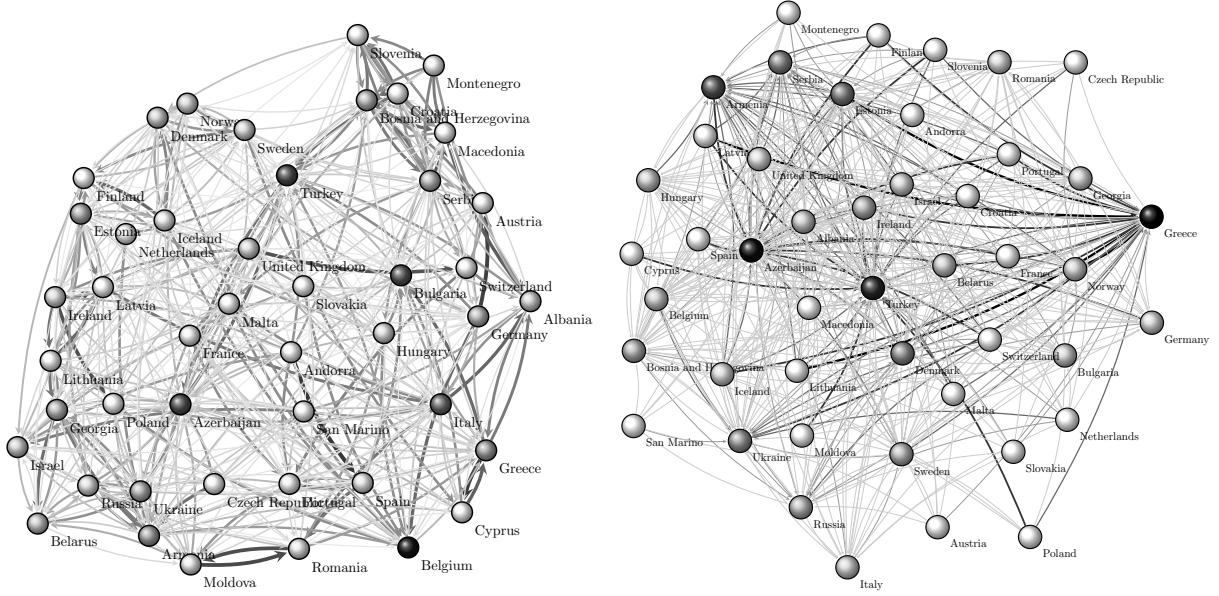 Slovenia
Montenegro
Croatia
Bosnia and Herzegovina
Denmark
Sweden
Macedonia
Turkey
Finland
Serbia
Austria
Estonia
Iceland
Netherlands
United Kingdom
Bulgaria
Switzerland
Latvia
Slovakia
Ireland
Malta
Germany
Albania
France
Hungary
Andorra
Lithuania
Poland
Azerbaijan
San Marino
Italy
Georgia
Greece
Israel
Russia
Ukraine
Czech Republic
Portugal
Spain
Cyprus
Belarus
Armenia
Moldova
Romania
Belgium
Montenegro
Finland
Slovenia
Romania
Czech Republic
Serbia
Armenia
Estonia
Andorra
Latvia
United Kingdom
Portugal
Georgia
Hungary
Israel
Croatia
Ireland
Albania
Greece
Spain
Cyprus
Azerbaijan
France
Belarus
Norway
Belgium
Turkey
Macedonia
Germany
Switzerland
Bosnia and Herzegovina
Denmark
Bulgaria
Iceland
Lithuania
Malta
Netherlands
San Marino
Ukraine
Moldova
Slovakia
Sweden
Russia
Austria
Poland
Italy